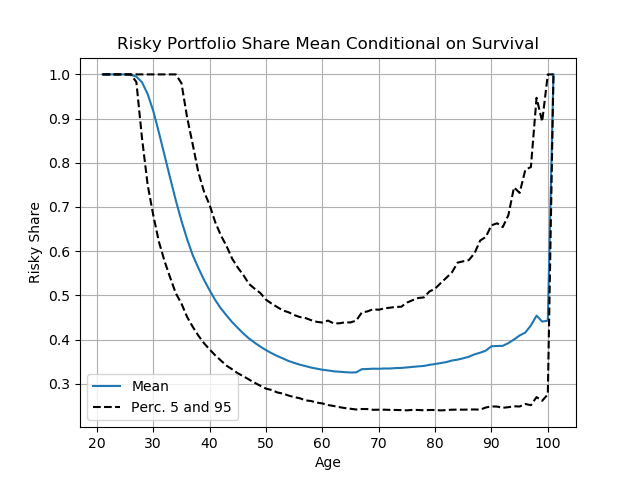 Risky Portfolio Share Mean Conditional on Survival
1.0
0.9
0.8
0.7
0.6
0.5
0.4
0.3
Risky Share
Mean
Perc. 5 and 95
20 30 40 50 60 70 80 90 100
Age